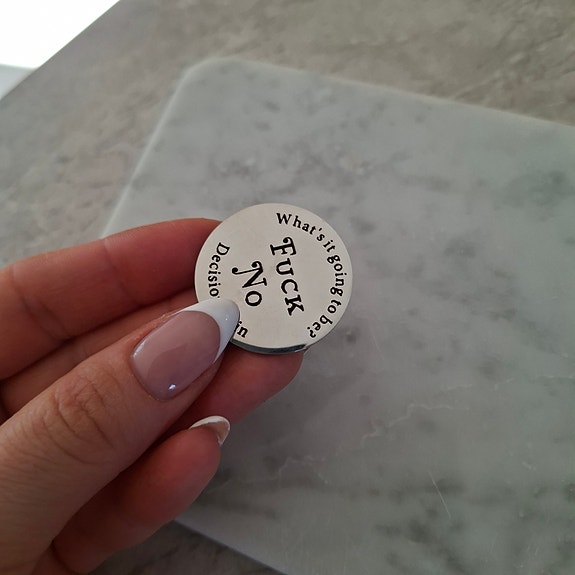 What's it going to be?
Fuck
No